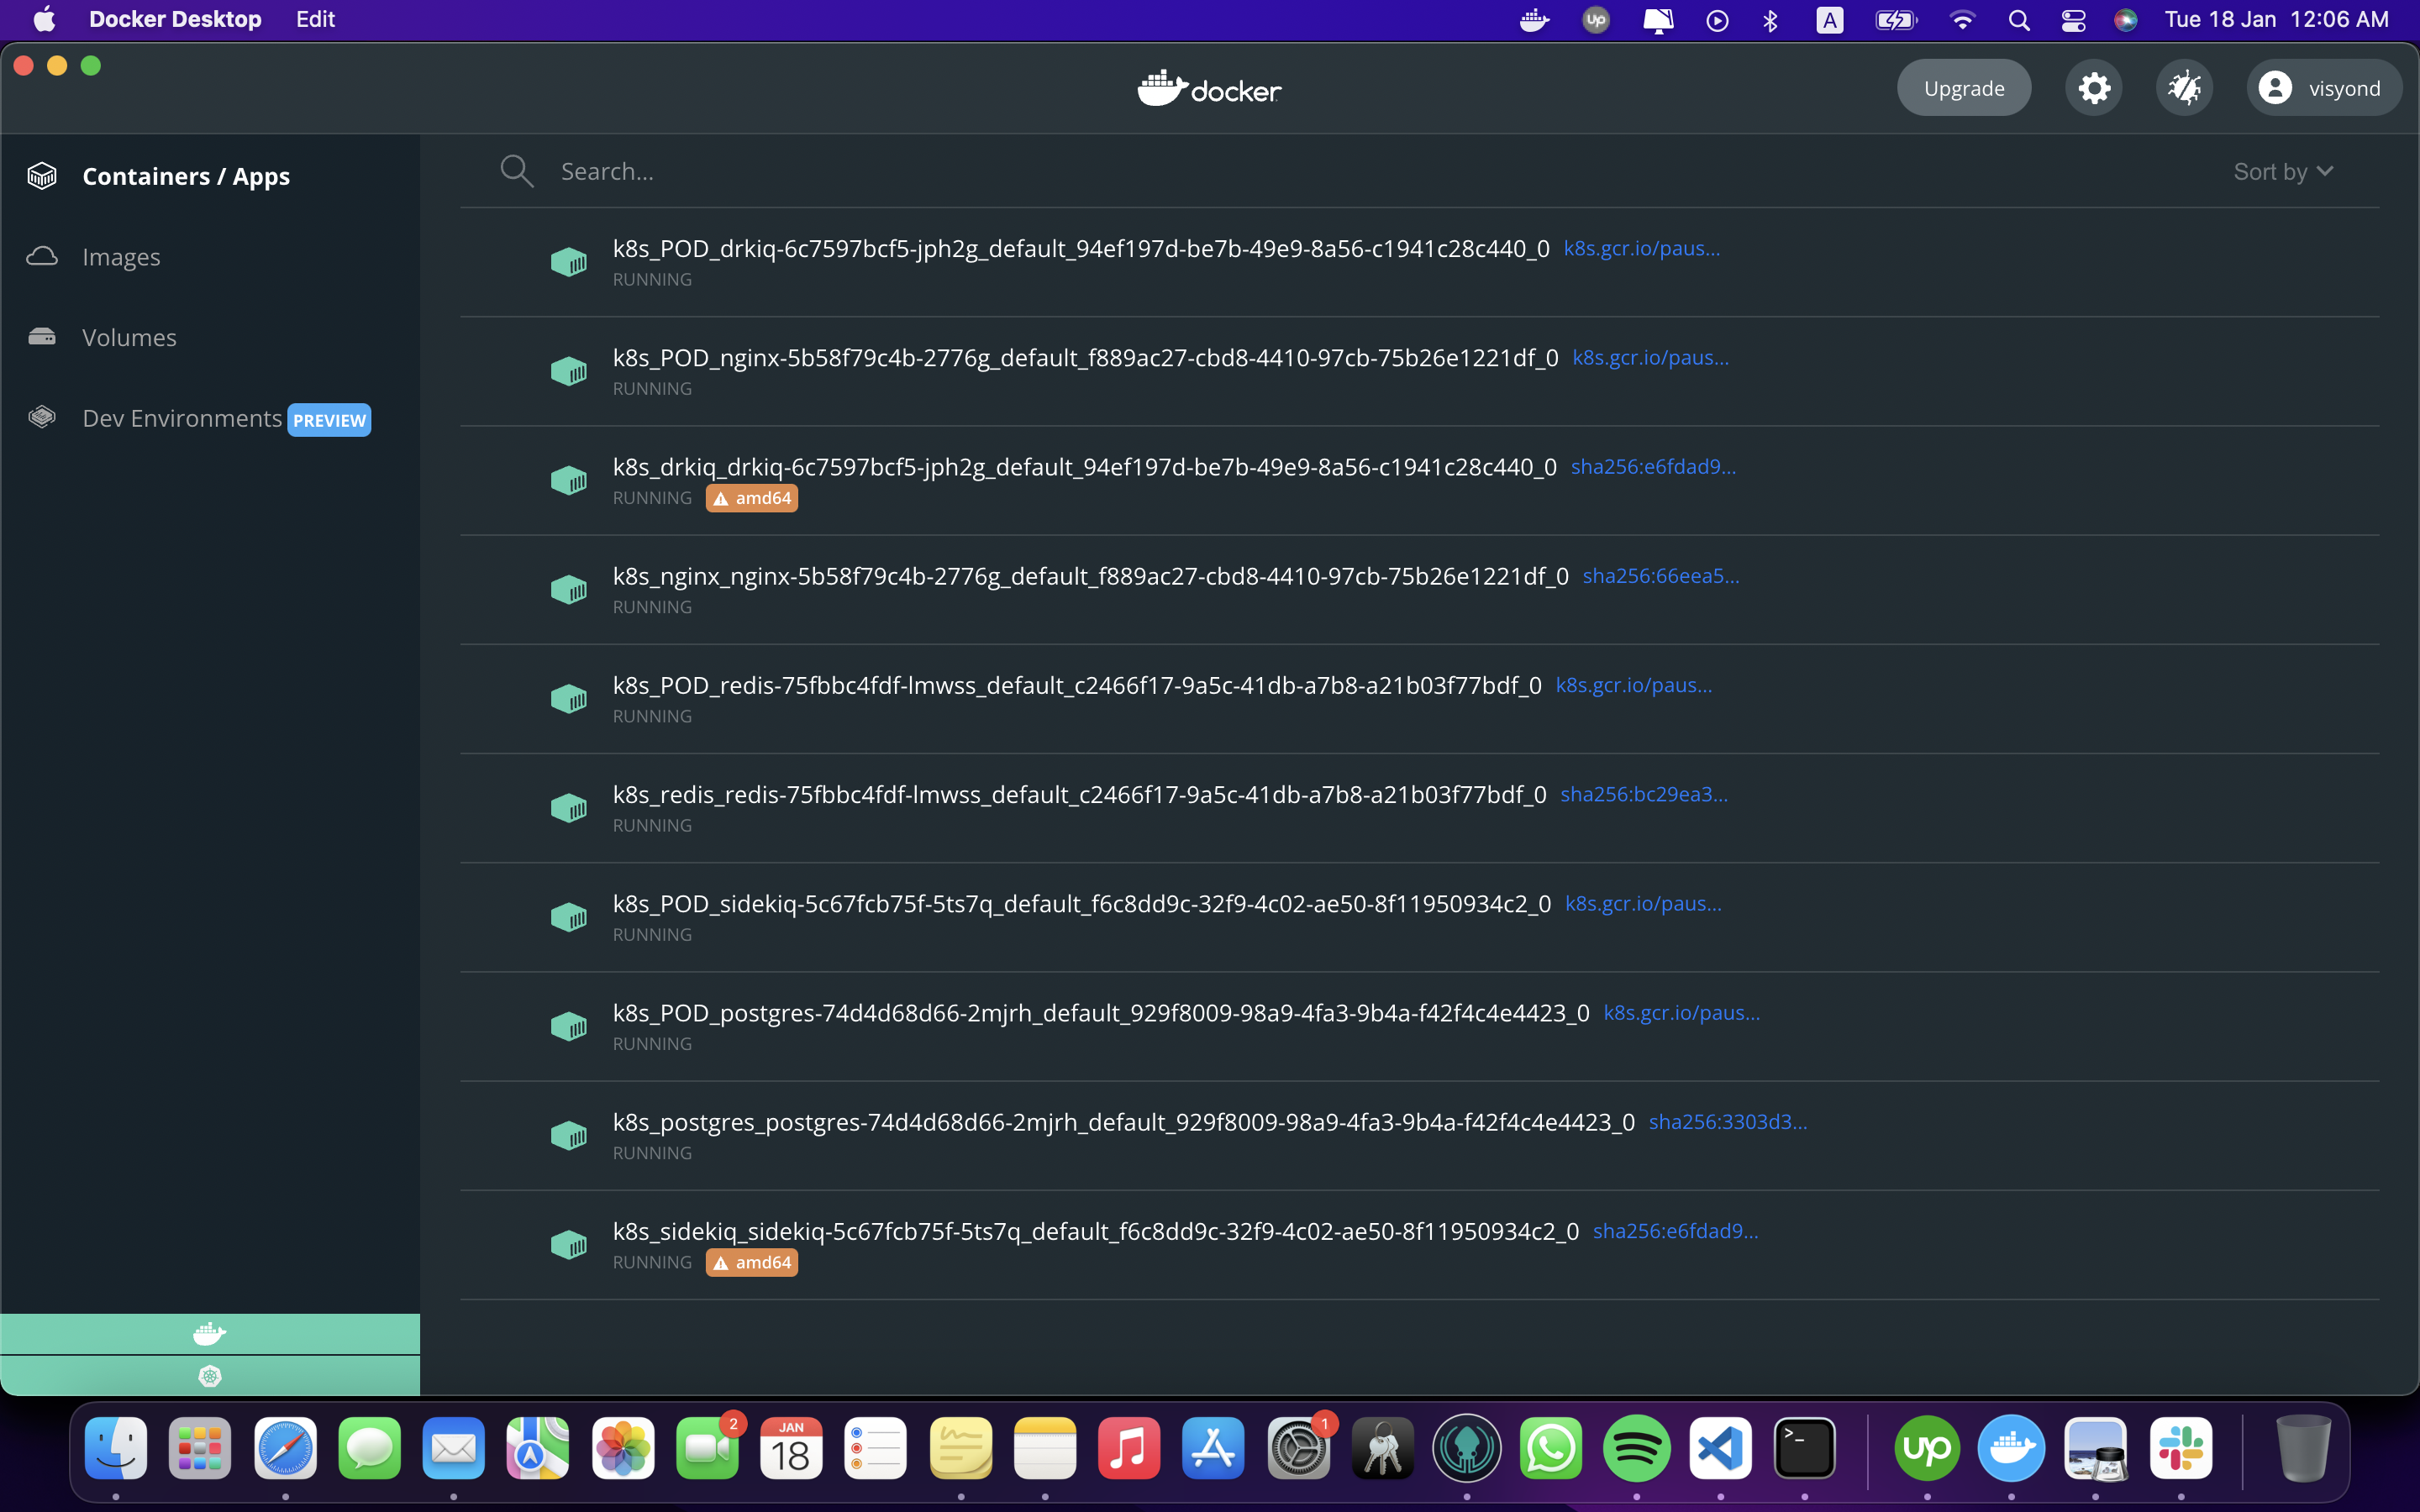 Docker Desktop Edit
up A Tue 18 Jan 12:06 AM
docker
Upgrade
visyond
Containers / Apps
Images
Volumes
Dev Environments PREVIEW
Search...
Sort by
k8s_POD_drkiq-6c7597bcf5-jph2g_default_94ef197d-be7b-49e9-8a56-c1941c28c440_0 k8s.gcr.io/paus...
RUNNING
k8s_POD_nginx-5b58f79c4b-2776g_default_f889ac27-cbd8-4410-97cb-75b26e1221df_0 k8s.gcr.io/paus...
RUNNING
k8s_drkiq_drkiq-6c7597bcf5-jph2g_default_94ef197d-be7b-49e9-8a56-c1941c28c440_0 sha256:e6fdad9...
RUNNING amd64
k8s_nginx_nginx-5b58f79c4b-2776g_default_f889ac27-cbd8-4410-97cb-75b26e1221df_0 sha256:66eea5...
RUNNING
k8s_POD_redis-75fbbc4fdf-lmwss_default_c2466f17-9a5c-41db-a7b8-a21b03f77bdf_0 k8s.gcr.io/paus...
RUNNING
k8s_redis_redis-75fbbc4fdf-lmwss_default_c2466f17-9a5c-41db-a7b8-a21b03f77bdf_0 sha256:bc29ea3...
RUNNING
k8s_POD_sidekiq-5c67fcb75f-5ts7q_default_f6c8dd9c-32f9-4c02-ae50-8f11950934c2_0 k8s.gcr.io/paus...
RUNNING
k8s_POD_postgres-74d4d68d66-2mjrh_default_929f8009-98a9-4fa3-9b4a-f42f4c4e4423_0 k8s.gcr.io/paus...
RUNNING
k8s_postgres_postgres-74d4d68d66-2mjrh_default_929f8009-98a9-4fa3-9b4a-f42f4c4e4423_0 sha256:3303d3...
RUNNING
k8s_sidekiq_sidekiq-5c67fcb75f-5ts7q_default_f6c8dd9c-32f9-4c02-ae50-8f11950934c2_0 sha256:e6fdad9...
RUNNING amd64
2 JAN 1
18 >_ up